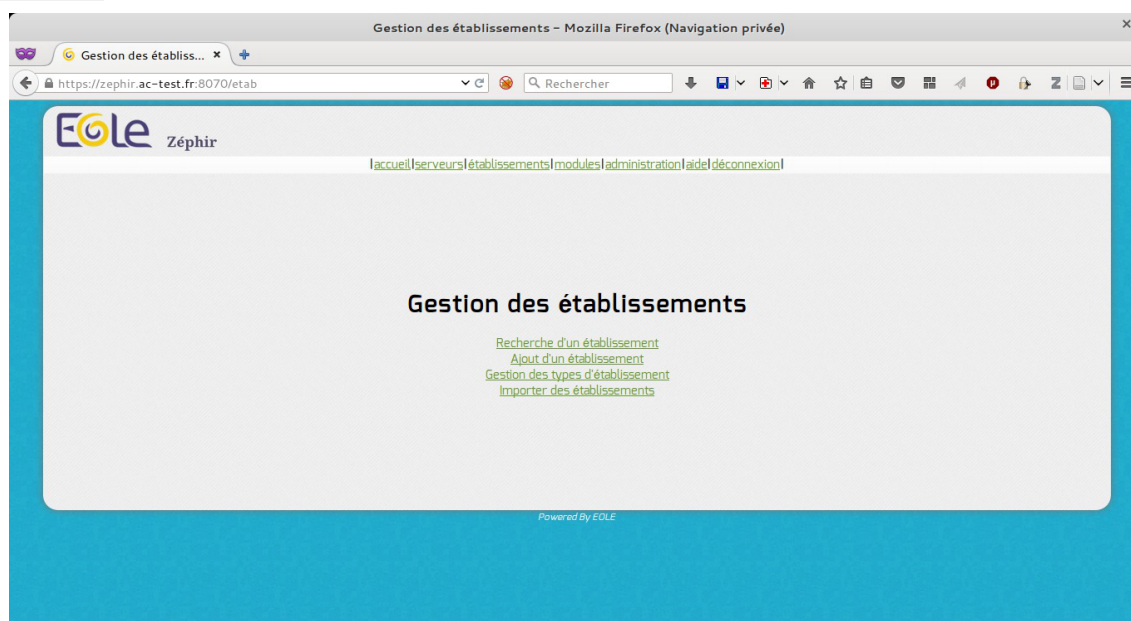 Gestion des établissements - Mozilla Firefox (Navigation privée)
Gestion des établiss...
https://zephir.ac-test.fr:8070/etab
Rechercher
EOLE Zéphir
|accueil|serveurs|établissements|modules|administration|aide|déconnexion|
Gestion des établissements
Recherche d'un établissement
Ajout d'un établissement
Gestion des types d'établissement
Importer des établissements
Powered By EOLE